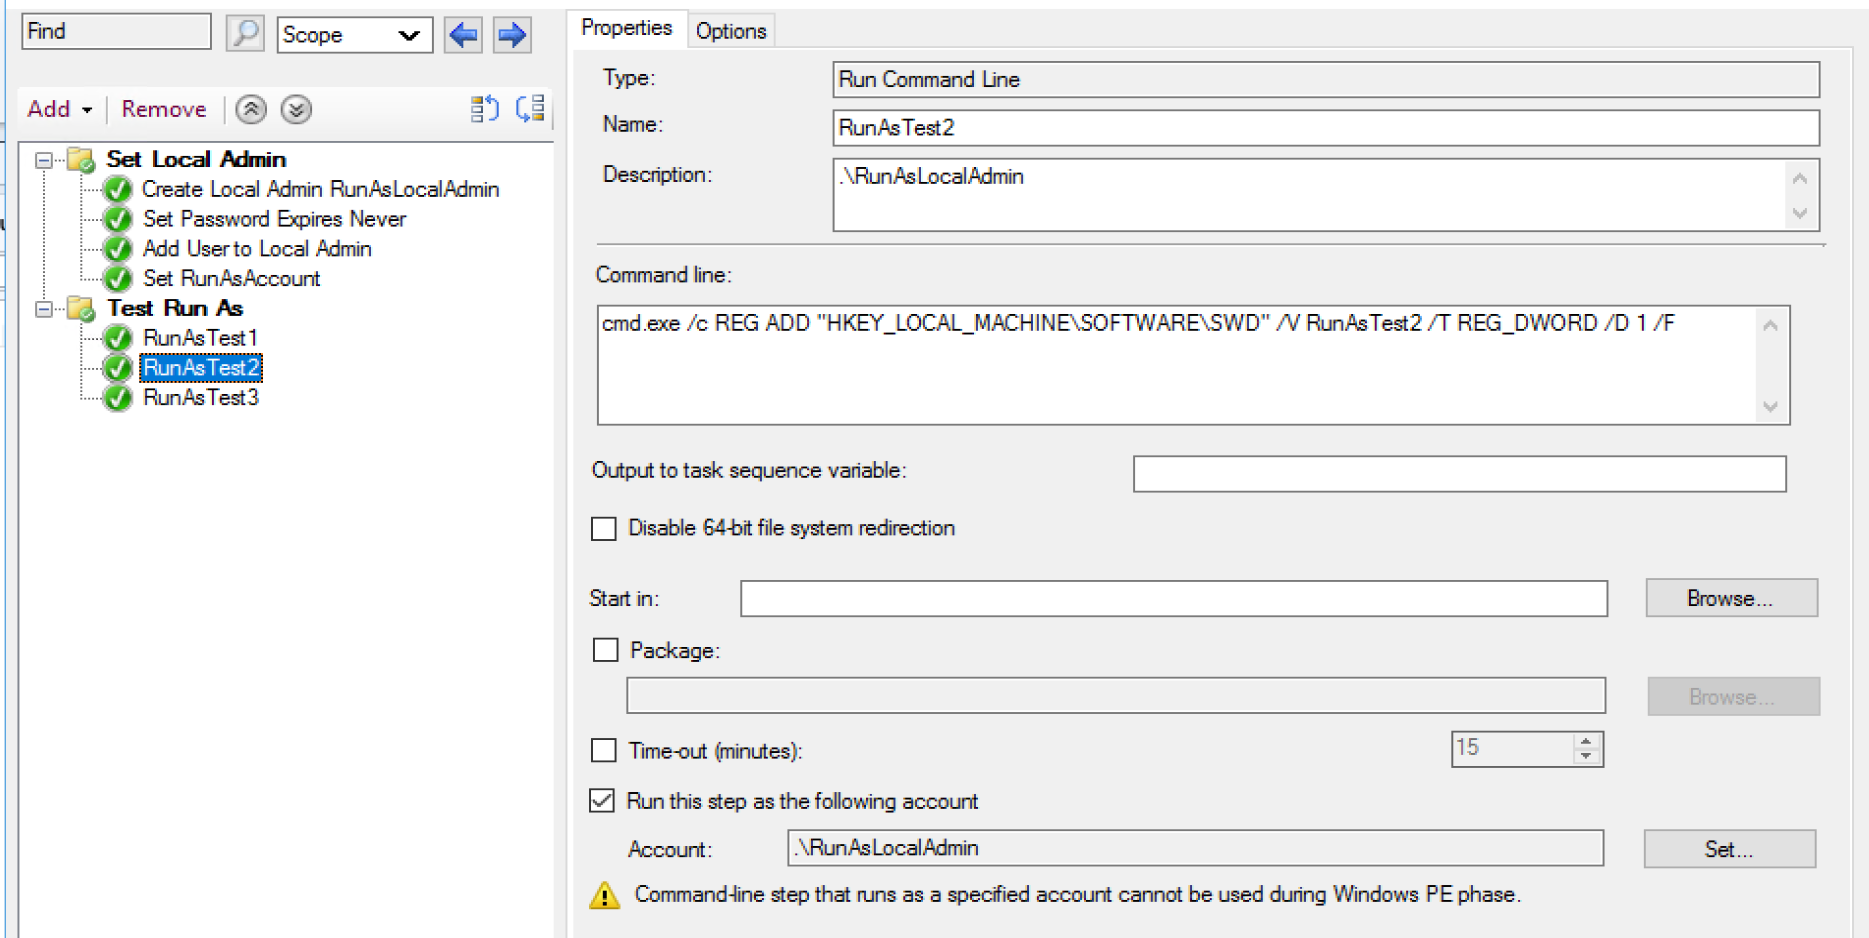 Find
Scope
Add
Remove
Set Local Admin
Create Local Admin RunAsLocalAdmin
Set Password Expires Never
Add User to Local Admin
Set RunAsAccount
Test Run As
RunAsTest1
RunAsTest2
RunAsTest3
Properties
Options
Type:
Run Command Line
Name:
RunAsTest2
Description:
.\RunAsLocalAdmin
Command line:
cmd.exe /c REG ADD "HKEY_LOCAL_MACHINE\SOFTWARE\SWD" /V RunAsTest2 /T REG_DWORD /D 1 /F
Output to task sequence variable:
Disable 64-bit file system redirection
Start in:
Browse...
Package:
Browse...
Time-out (minutes):
15
Run this step as the following account
Account:
.\RunAsLocalAdmin
Set...
Command-line step that runs as a specified account cannot be used during Windows PE phase.